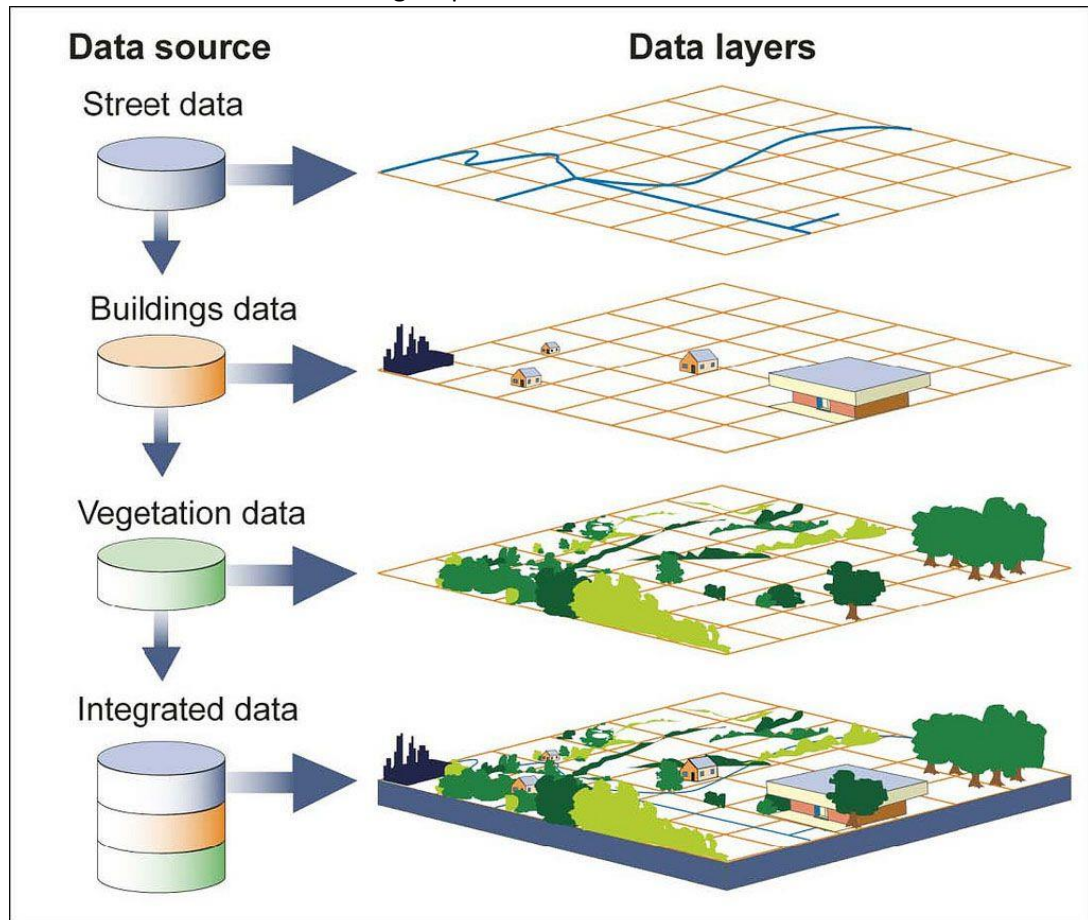 Data source
Data layers
Street data
Buildings data
Vegetation data
Integrated data